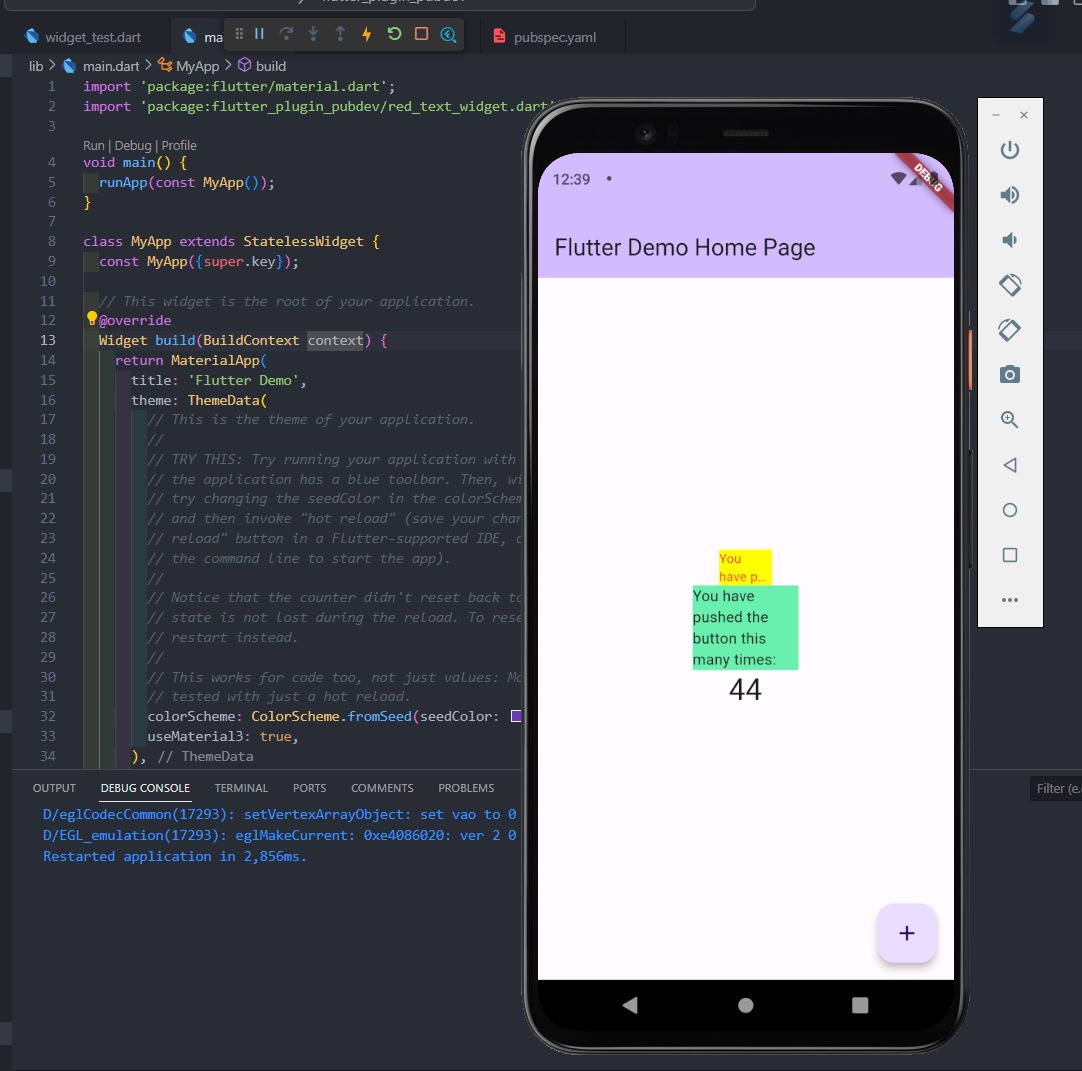 flutter_plugin_pubdev
widget_test.dart
ma
pubspec.yaml
lib > main.dart > MyApp > build
1 import 'package:flutter/material.dart';
2 import 'package:flutter_plugin_pubdev/red_text_widget.dart'
3
Run | Debug | Profile
4 void main() {
5 runApp(const MyApp());
6 }
7
8 class MyApp extends StatelessWidget {
9 const MyApp({super.key});
10
11 // This widget is the root of your application.
12 @override
13 Widget build(BuildContext context) {
14 return MaterialApp(
15 title: 'Flutter Demo',
16 theme: ThemeData(
17 // This is the theme of your application.
18 //
19 // TRY THIS: Try running your application with
20 // the application has a blue toolbar. Then, wi
21 // try changing the seedColor in the colorSchem
22 // and then invoke "hot reload" (save your chan
23 // reload" button in a Flutter-supported IDE, o
24 // the command line to start the app).
25 //
26 // Notice that the counter didn't reset back to
27 // state is not lost during the reload. To rese
28 // restart instead.
29 //
30 // This works for code too, not just values: Mo
31 // tested with just a hot reload.
32 colorScheme: ColorScheme.fromSeed(seedColor:
33 useMaterial3: true,
34 ), // ThemeData
OUTPUT
DEBUG CONSOLE
TERMINAL
PORTS
COMMENTS
PROBLEMS
Filter (e.
D/eglCodecCommon(17293): setVertexArrayObject: set vao to 0
D/EGL_emulation(17293): eglMakeCurrent: 0xe4086020: ver 2 0
Restarted application in 2,856ms.
12:39
DEBUG
Flutter Demo Home Page
You
have p...
You have
pushed the
button this
many times:
44